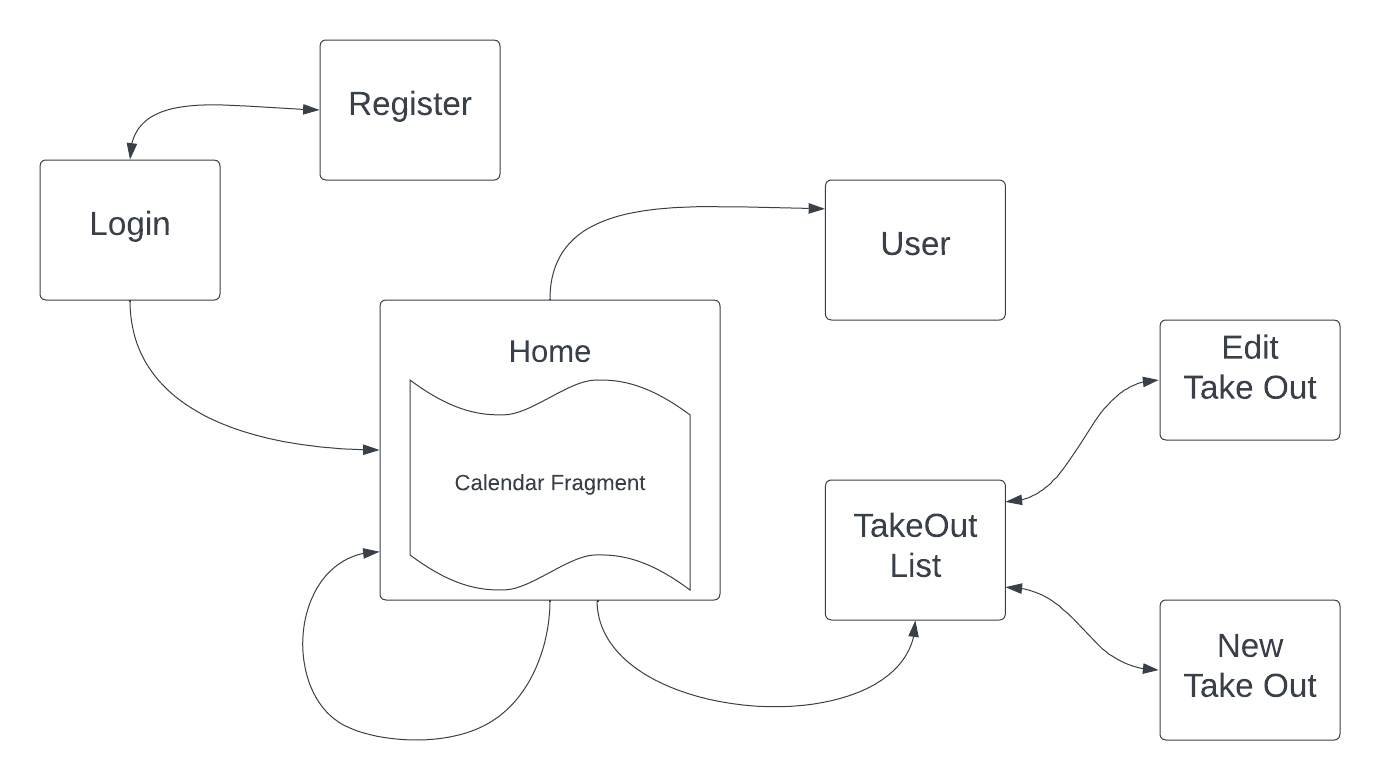 Register
Login
User
Home
Edit
Take Out
Calendar Fragment
TakeOut
List
New
Take Out